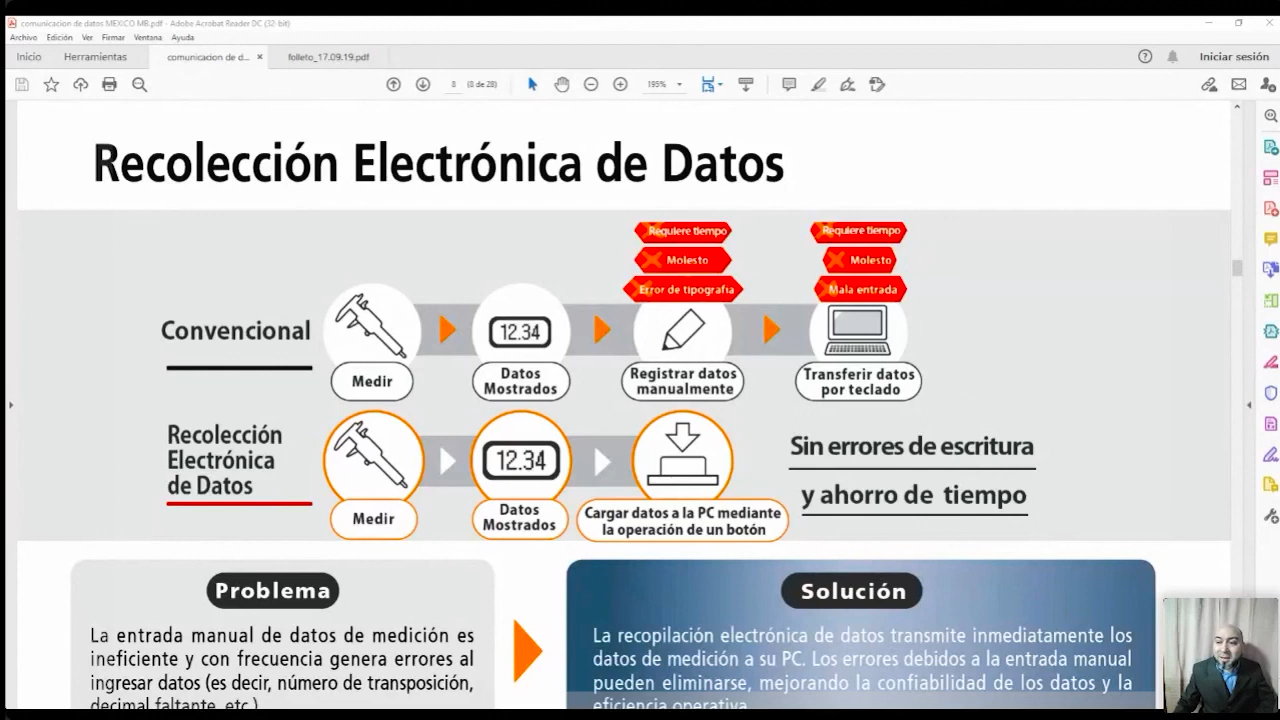 comunicacion de datos MEXICO MB.pdf - Adobe Acrobat Reader DC (32-bit)
Archivo Edición Ver Firmar Ventana Ayuda
Inicio Herramientas comunicacion de d... × folleto_17.09.19.pdf Iniciar sesión
8 (8 de 28) 195%
Recolección Electrónica de Datos
Requiere tiempo Requiere tiempo
Molesto Molesto
Error de tipografía Mala entrada
Convencional
12.34
Medir
Datos
Mostrados
Registrar datos
manualmente
Transferir datos
por teclado
Recolección
Electrónica
de Datos
12.34
Medir
Datos
Mostrados
Cargar datos a la PC mediante
la operación de un botón
Sin errores de escritura
y ahorro de tiempo
Problema
La entrada manual de datos de medición es
ineficiente y con frecuencia genera errores al
ingresar datos (es decir, número de transposición,
decimal faltante, etc.)
Solución
La recopilación electrónica de datos transmite inmediatamente los
datos de medición a su PC. Los errores debidos a la entrada manual
pueden eliminarse, mejorando la confiabilidad de los datos y la
eficiencia operativa.